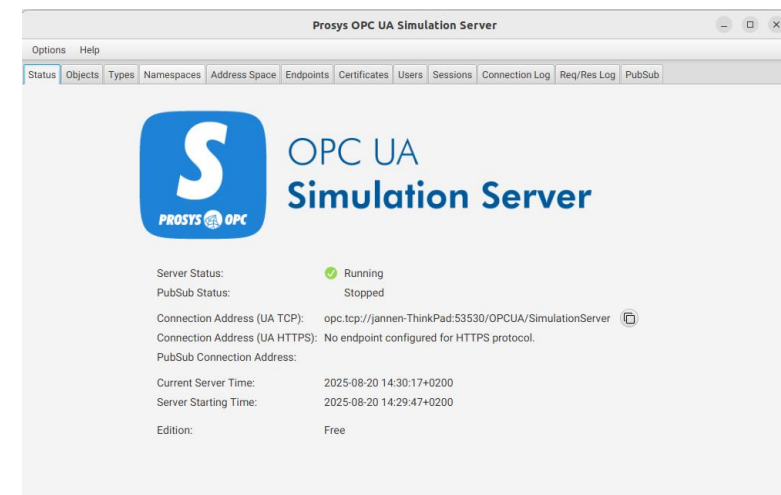 Prosys OPC UA Simulation Server
Options Help
Status Objects Types Namespaces Address Space Endpoints Certificates Users Sessions Connection Log Req/Res Log PubSub
S
PROSYS OPC
OPC UA
Simulation Server
Server Status: Running
PubSub Status: Stopped
Connection Address (UA TCP): opc.tcp://jannen-ThinkPad:53530/OPCUA/SimulationServer
Connection Address (UA HTTPS): No endpoint configured for HTTPS protocol.
PubSub Connection Address:
Current Server Time: 2025-08-20 14:30:17+0200
Server Starting Time: 2025-08-20 14:29:47+0200
Edition: Free